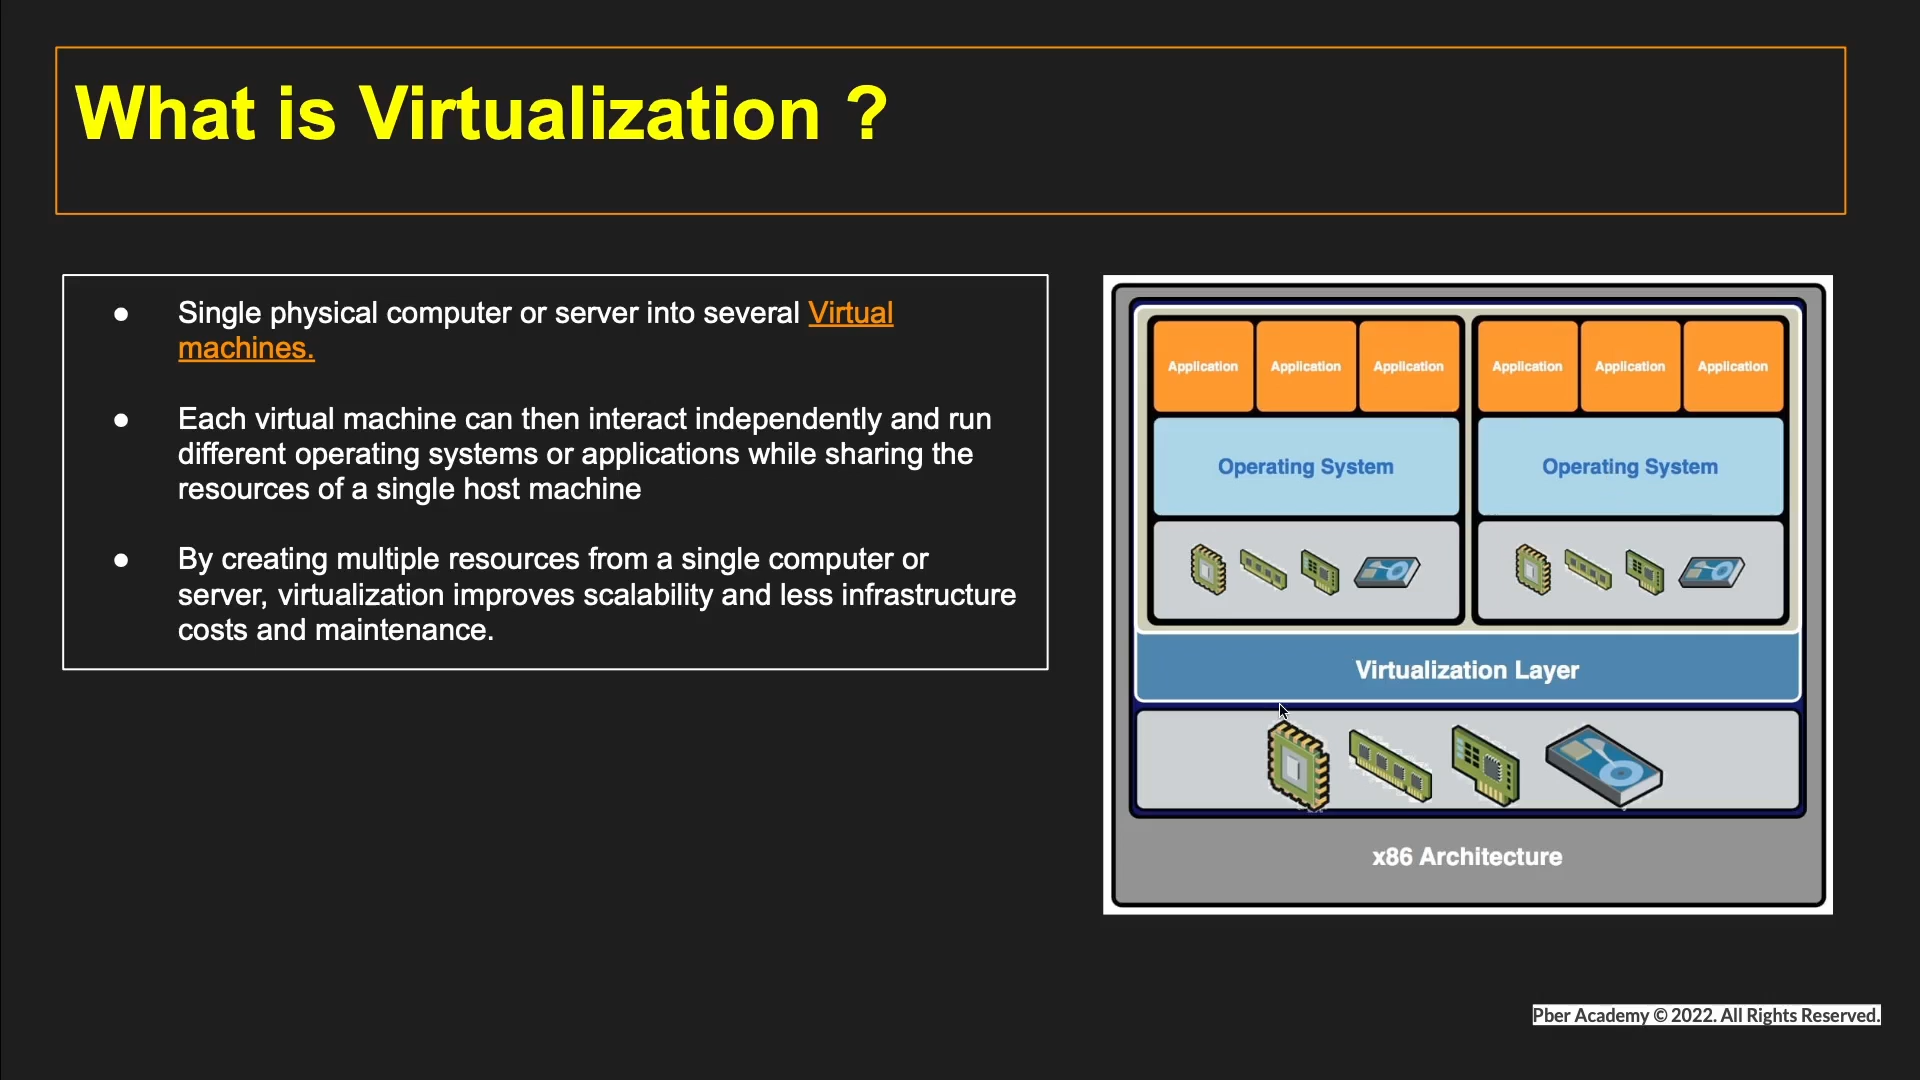 What is Virtualization ?
● Single physical computer or server into several Virtual
machines.
● Each virtual machine can then interact independently and run
different operating systems or applications while sharing the
resources of a single host machine
● By creating multiple resources from a single computer or
server, virtualization improves scalability and less infrastructure
costs and maintenance.
Application Application Application Application Application Application
Operating System Operating System
Virtualization Layer
x86 Architecture
Pber Academy © 2022. All Rights Reserved.